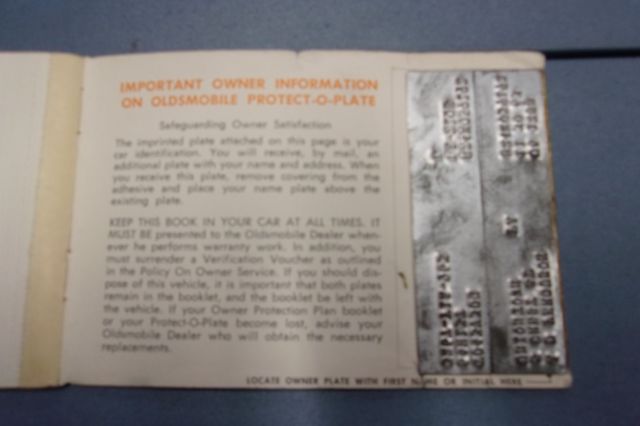 IMPORTANT OWNER INFORMATION
ON OLDSMOBILE PROTECT-O-PLATE
Safeguarding Owner Satisfaction
The imprinted plate attached on this page is your
car identification. You will receive, by mail, an
additional plate with your name and address. When
you receive this plate, remove covering from the
adhesive and place your name plate above the
existing plate.
KEEP THIS BOOK IN YOUR CAR AT ALL TIMES. IT
MUST BE presented to the Oldsmobile Dealer when-
ever he performs warranty work. In addition, you
must surrender a Verification Voucher as outlined
in the Policy On Owner Service. If you should dis-
pose of this vehicle, it is important that both plates
remain in the booklet, and the booklet be left with
the vehicle. If your Owner Protection Plan booklet
or your Protect-O-Plate become lost, advise your
Oldsmobile Dealer who will obtain the necessary
replacements.
LOCATE OWNER PLATE WITH FIRST NAME OR INITIAL HERE